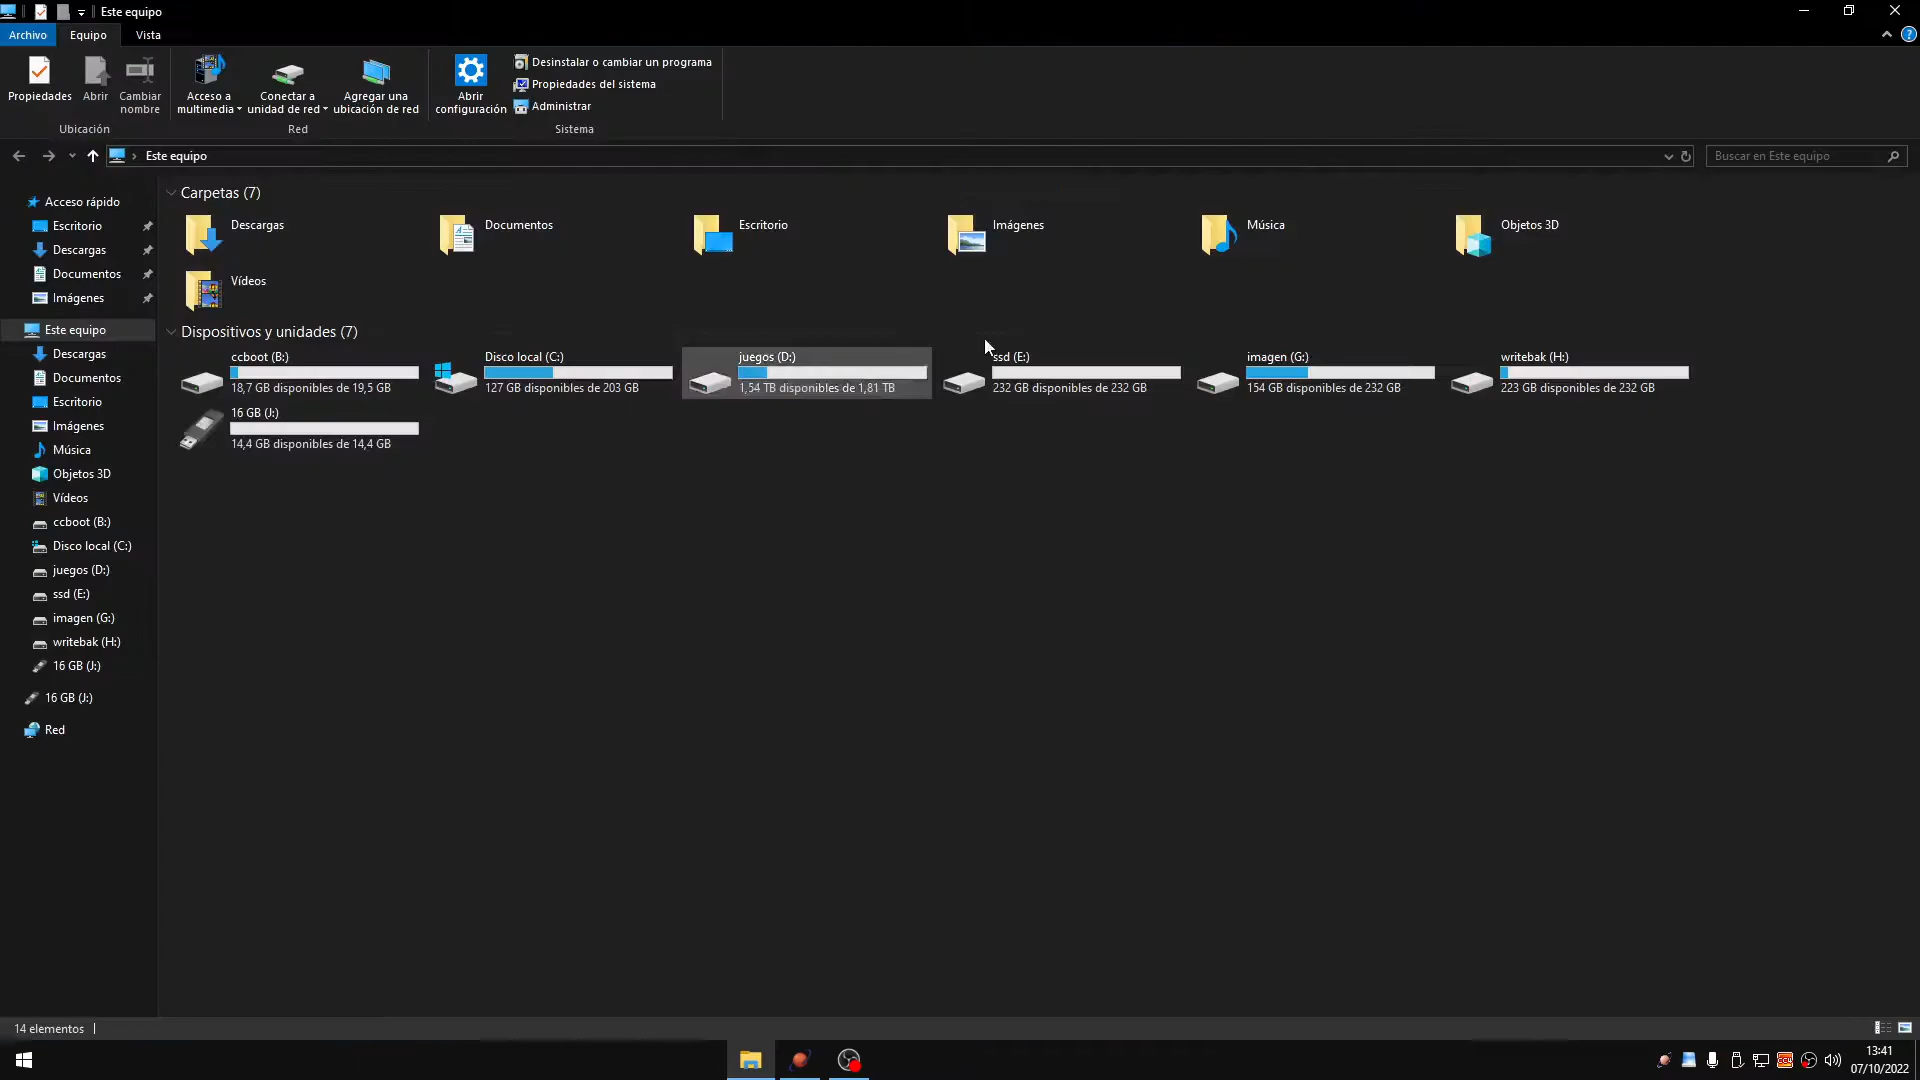 Este equipo
Archivo
Equipo
Vista
Propiedades
Abrir
Cambiar nombre
Ubicación
Acceso a multimedia
Conectar a unidad de red
Agregar una ubicación de red
Red
Abrir configuración
Desinstalar o cambiar un programa
Propiedades del sistema
Administrar
Sistema
Este equipo
Buscar en Este equipo
Acceso rápido
Escritorio
Descargas
Documentos
Imágenes
Este equipo
Descargas
Documentos
Escritorio
Imágenes
Música
Objetos 3D
Vídeos
ccboot (B:)
Disco local (C:)
juegos (D:)
ssd (E:)
imagen (G:)
writebak (H:)
16 GB (J:)
16 GB (J:)
Red
Carpetas (7)
Descargas
Documentos
Escritorio
Imágenes
Música
Objetos 3D
Vídeos
Dispositivos y unidades (7)
ccboot (B:)
18,7 GB disponibles de 19,5 GB
Disco local (C:)
127 GB disponibles de 203 GB
juegos (D:)
1,54 TB disponibles de 1,81 TB
ssd (E:)
232 GB disponibles de 232 GB
imagen (G:)
154 GB disponibles de 232 GB
writebak (H:)
223 GB disponibles de 232 GB
16 GB (J:)
14,4 GB disponibles de 14,4 GB
14 elementos
13:41
07/10/2022